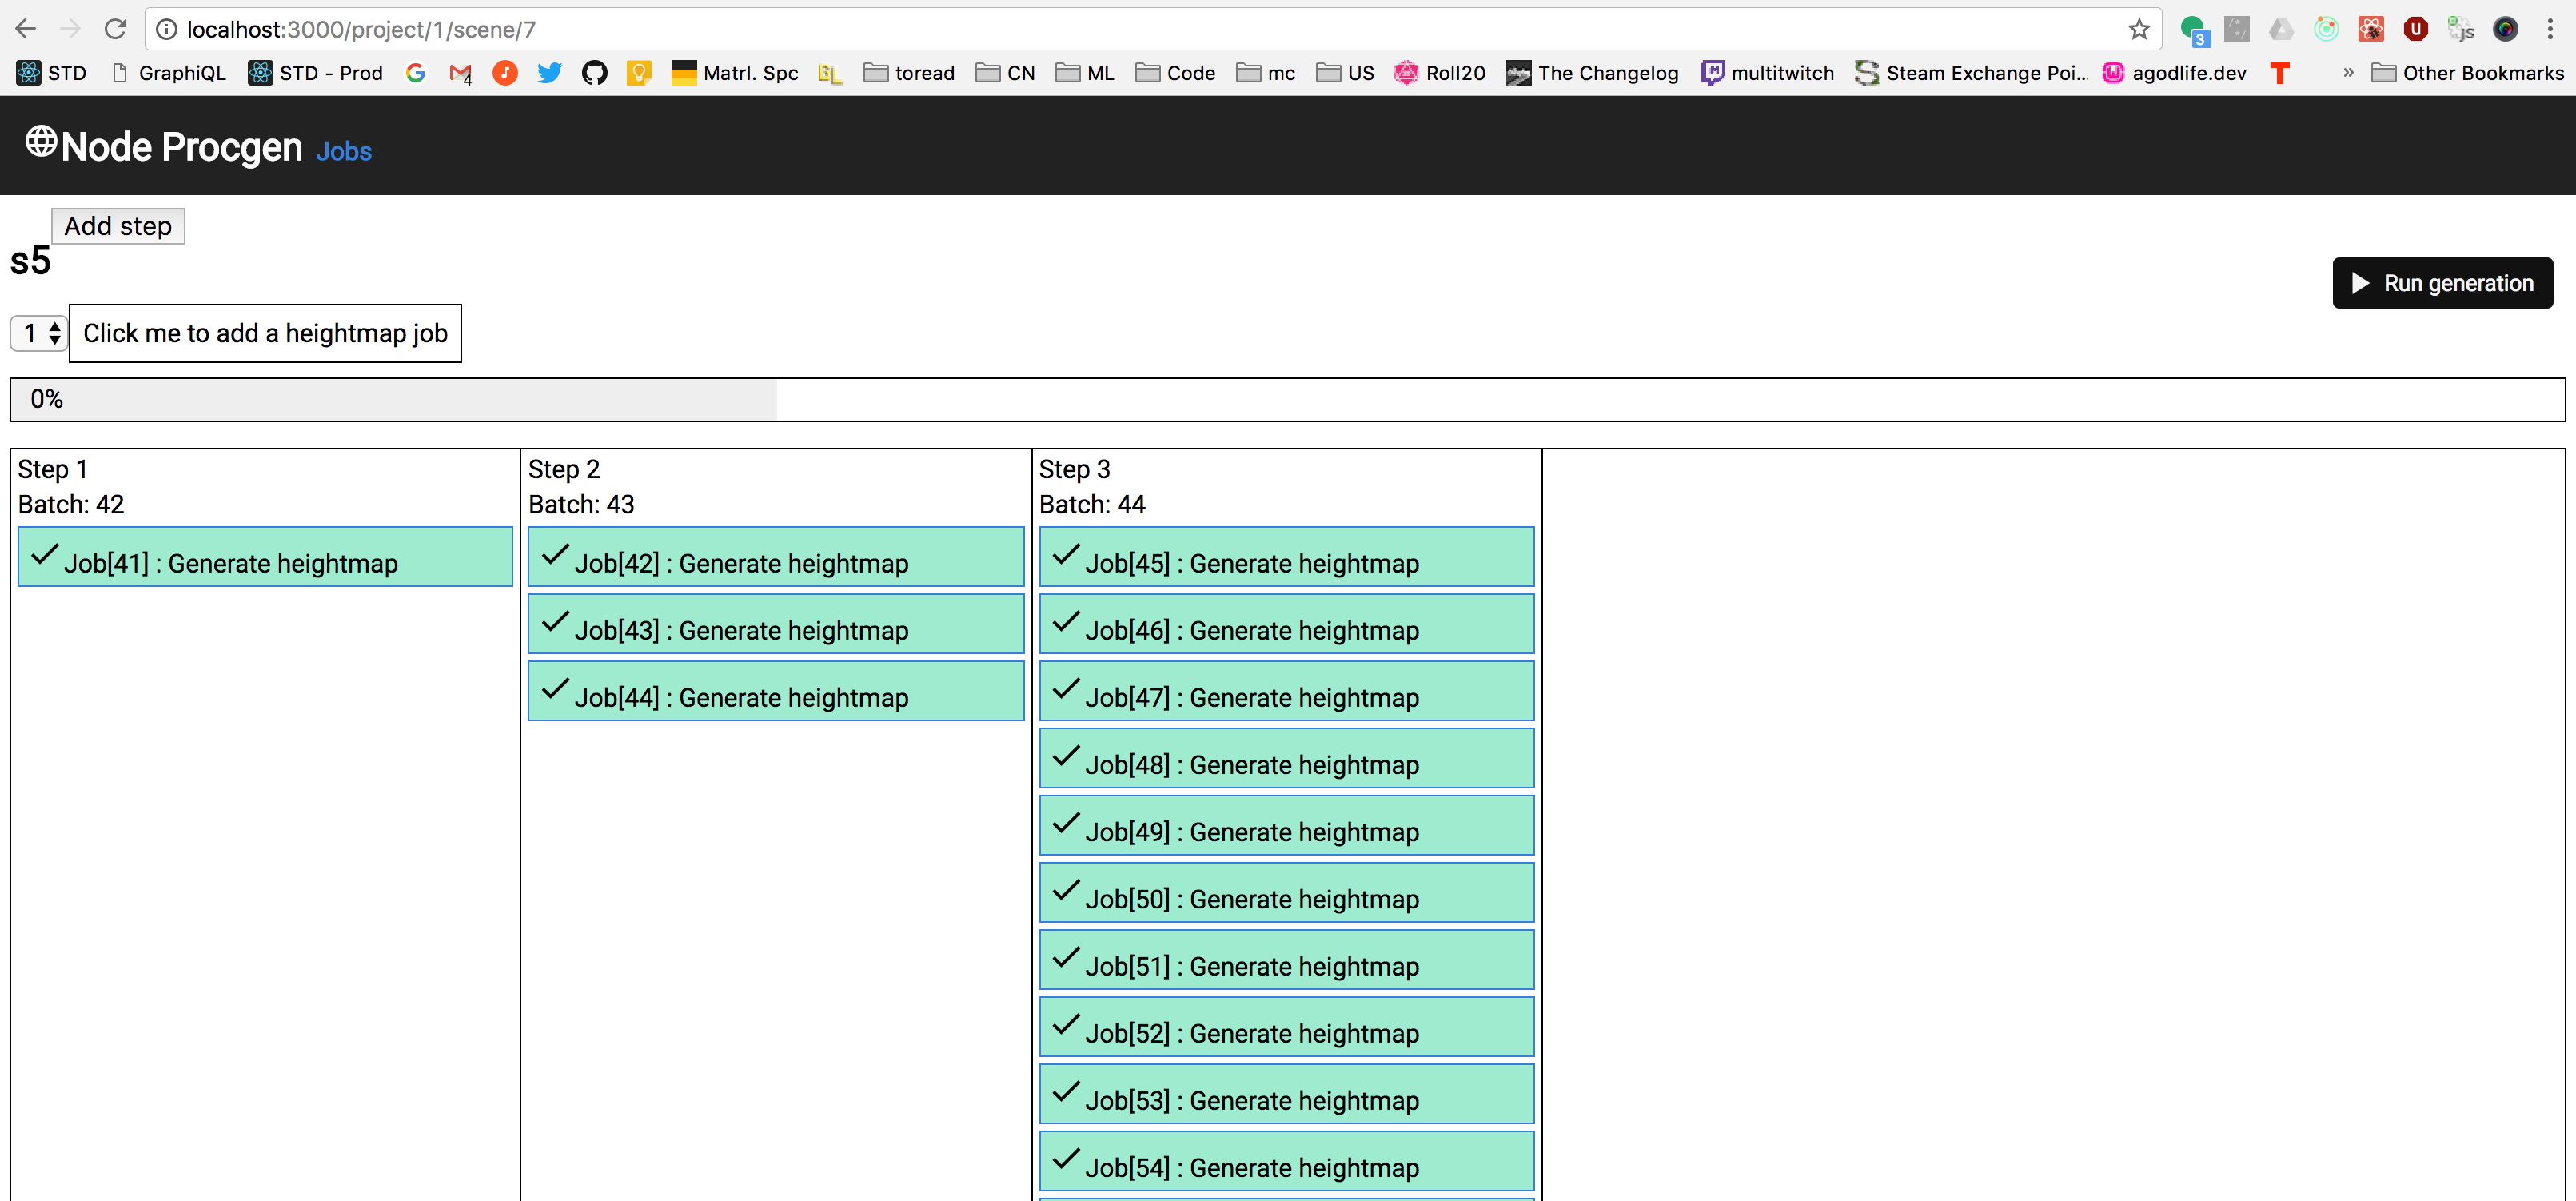 localhost:3000/project/1/scene/7
3
STD GraphiQL STD - Prod 4 Matrl. Spc toread CN ML Code mc US Roll20 The Changelog multitwitch Steam Exchange Poi... agodlife.dev » Other Bookmarks
Node Procgen Jobs
Add step
s5
Run generation
1 Click me to add a heightmap job
0%
Step 1
Batch: 42
Job[41] : Generate heightmap
Step 2
Batch: 43
Job[42] : Generate heightmap
Job[43] : Generate heightmap
Job[44] : Generate heightmap
Step 3
Batch: 44
Job[45] : Generate heightmap
Job[46] : Generate heightmap
Job[47] : Generate heightmap
Job[48] : Generate heightmap
Job[49] : Generate heightmap
Job[50] : Generate heightmap
Job[51] : Generate heightmap
Job[52] : Generate heightmap
Job[53] : Generate heightmap
Job[54] : Generate heightmap